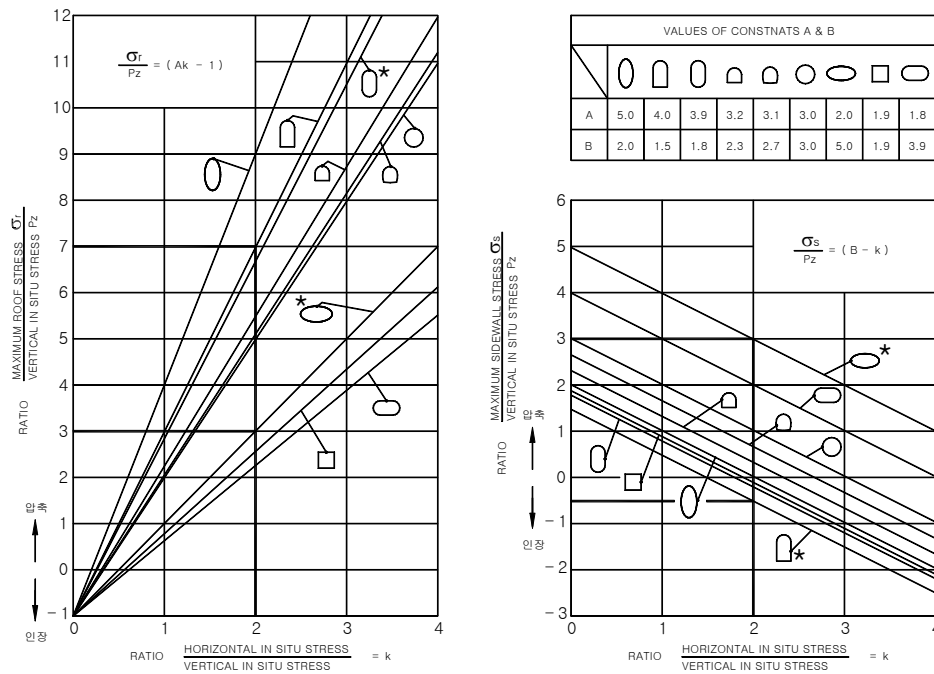 12
11
10
9
8
7
6
5
4
3
2
1
0
-1
σr/Pz = (Ak - 1)
*
*
MAXIMUM ROOF STRESS σr
VERTICAL IN SITU STRESS Pz
RATIO
압축
인장
0 1 2 3 4
RATIO HORIZONTAL IN SITU STRESS = k
VERTICAL IN SITU STRESS
VALUES OF CONSTNATS A & B
A 5.0 4.0 3.9 3.2 3.1 3.0 2.0 1.9 1.8
B 2.0 1.5 1.8 2.3 2.7 3.0 5.0 1.9 3.9
6
5
4
3
2
1
0
-1
-2
-3
σs/Pz = (B - k)
*
*
MAXIMUM SIDEWALL STRESS σs
VERTICAL IN SITU STRESS Pz
RATIO
압축
인장
0 1 2 3 4
RATIO HORIZONTAL IN SITU STRESS = k
VERTICAL IN SITU STRESS